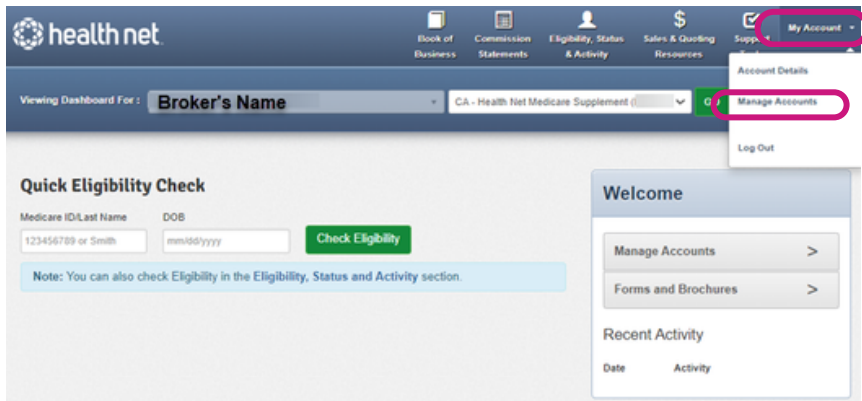 health net.
Book of Business
Commission Statements
Eligibility, Status & Activity
Sales & Quoting Resources
Support
My Account
Account Details
Manage Accounts
Log Out
Viewing Dashboard For :
Broker's Name
CA - Health Net Medicare Supplement (
Quick Eligibility Check
Medicare ID/Last Name DOB
123456789 or Smith mm/dd/yyyy Check Eligibility
Note: You can also check Eligibility in the Eligibility, Status and Activity section.
Welcome
Manage Accounts >
Forms and Brochures >
Recent Activity
Date Activity